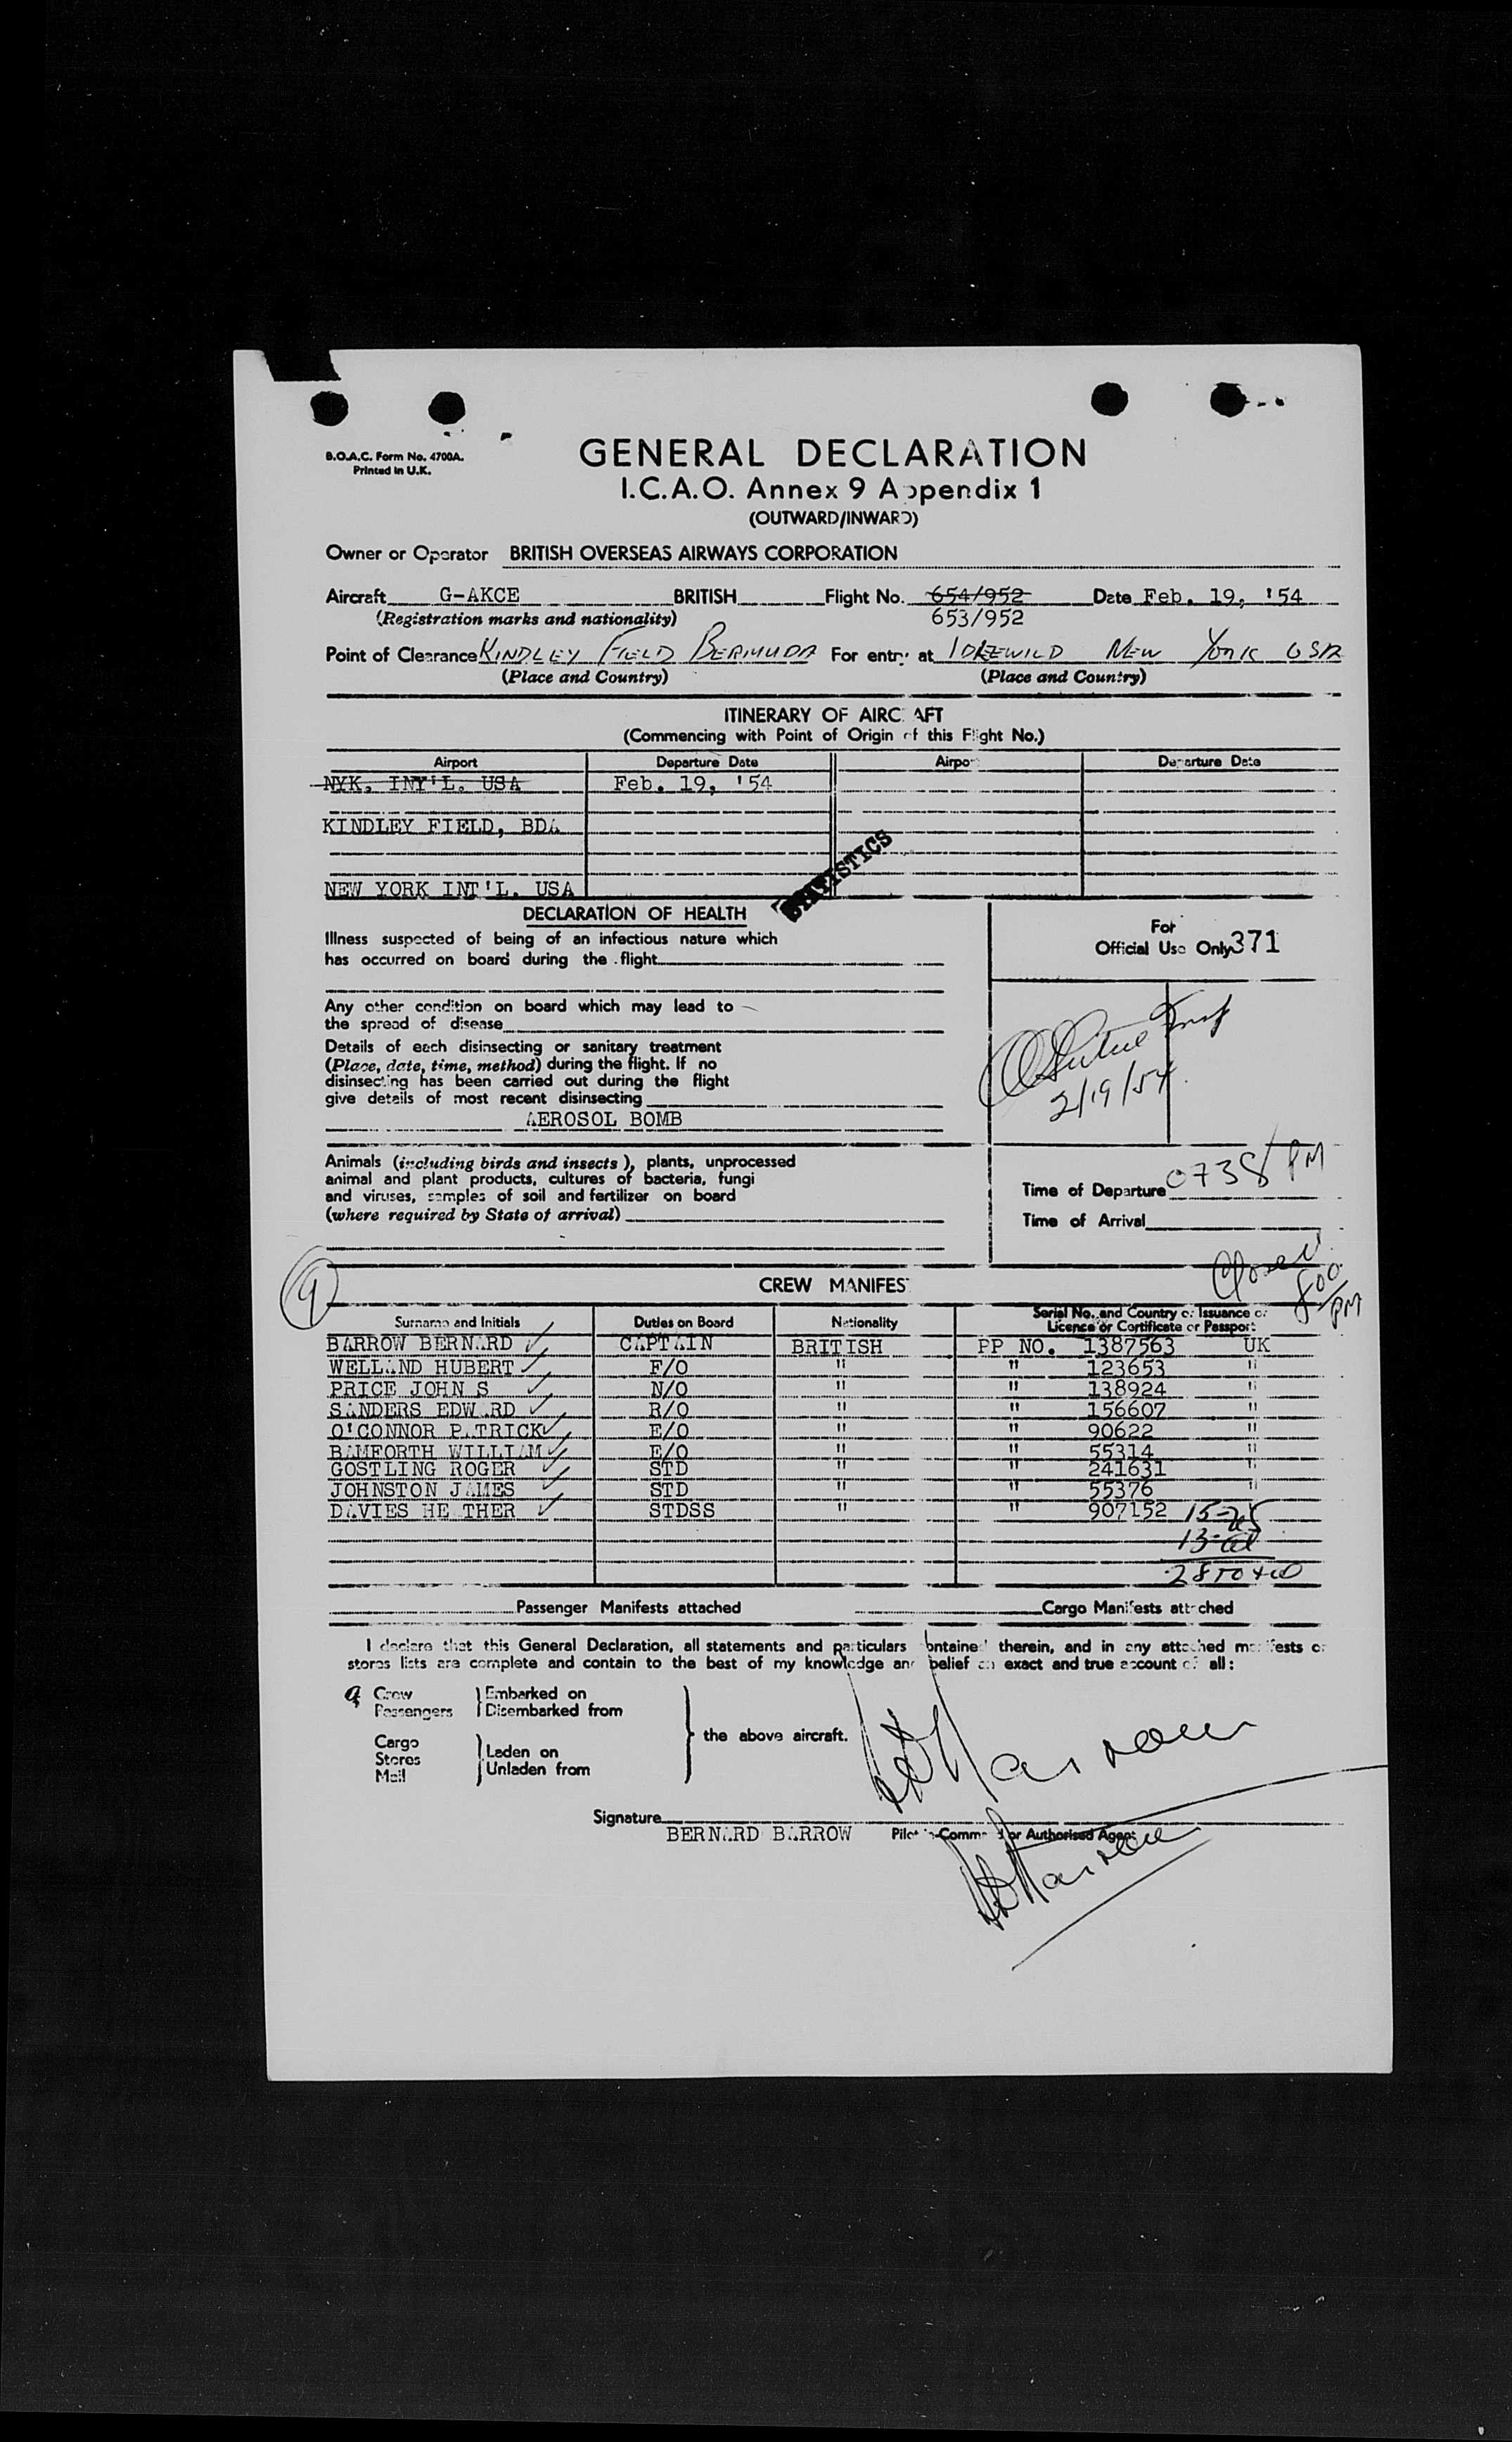 B.O.A.C. Form No. 4700A.
Printed in U.K.
GENERAL DECLARATION
I.C.A.O. Annex 9 Appendix 1
(OUTWARD/INWARD)
Owner or Operator BRITISH OVERSEAS AIRWAYS CORPORATION
Aircraft G-AKCE BRITISH Flight No. 654/952 Date Feb. 19, '54
(Registration marks and nationality) 653/952
Point of Clearance KINDLEY FIELD BERMUDA For entry at IDLEWILD NEW YORK USA
(Place and Country) (Place and Country)
ITINERARY OF AIRCRAFT
(Commencing with Point of Origin of this Flight No.)
Airport Departure Date Airport Departure Date
NYK. INY'L. USA Feb. 19, '54
KINDLEY FIELD, BDA
STATISTICS
NEW YORK INT'L. USA
DECLARATION OF HEALTH
Illness suspected of being of an infectious nature which
has occurred on board during the flight
For
Official Use Only 371
Any other condition on board which may lead to
the spread of disease
Details of each disinsecting or sanitary treatment
(Place, date, time, method) during the flight. If no
disinsecting has been carried out during the flight
give details of most recent disinsecting
AEROSOL BOMB
2/19/54
Animals (including birds and insects), plants, unprocessed
animal and plant products, cultures of bacteria, fungi
and viruses, samples of soil and fertilizer on board
(where required by State of arrival)
Time of Departure 0738 PM
Time of Arrival
9
CREW MANIFEST
Closed
800
PM
Surname and Initials Duties on Board Nationality Serial No. and Country of Issuance of
Licence or Certificate or Passport
BARROW BERNARD CAPTAIN BRITISH PP NO. 1387563 UK
WELLAND HUBERT F/O " " 123653 "
PRICE JOHN S N/O " " 138924 "
SANDERS EDWARD R/O " " 156607 "
O'CONNOR PATRICK E/O " " 90622 "
BAMFORTH WILLIAM E/O " " 55314 "
GOSTLING ROGER STD " " 241631 "
JOHNSTON JAMES STD " " 55376 "
DAVIES HEATHER STDSS " " 907152
15-US
13-al
28 Total
Passenger Manifests attached Cargo Manifests attached
I declare that this General Declaration, all statements and particulars contained therein, and in any attached manifests or
stores lists are complete and contain to the best of my knowledge and belief an exact and true account of all:
9 Crew Embarked on
Passengers Disembarked from
the above aircraft.
Cargo
Stores Laden on
Mail Unladen from
Signature
BERNARD BARROW Pilot in Command or Authorised Agent